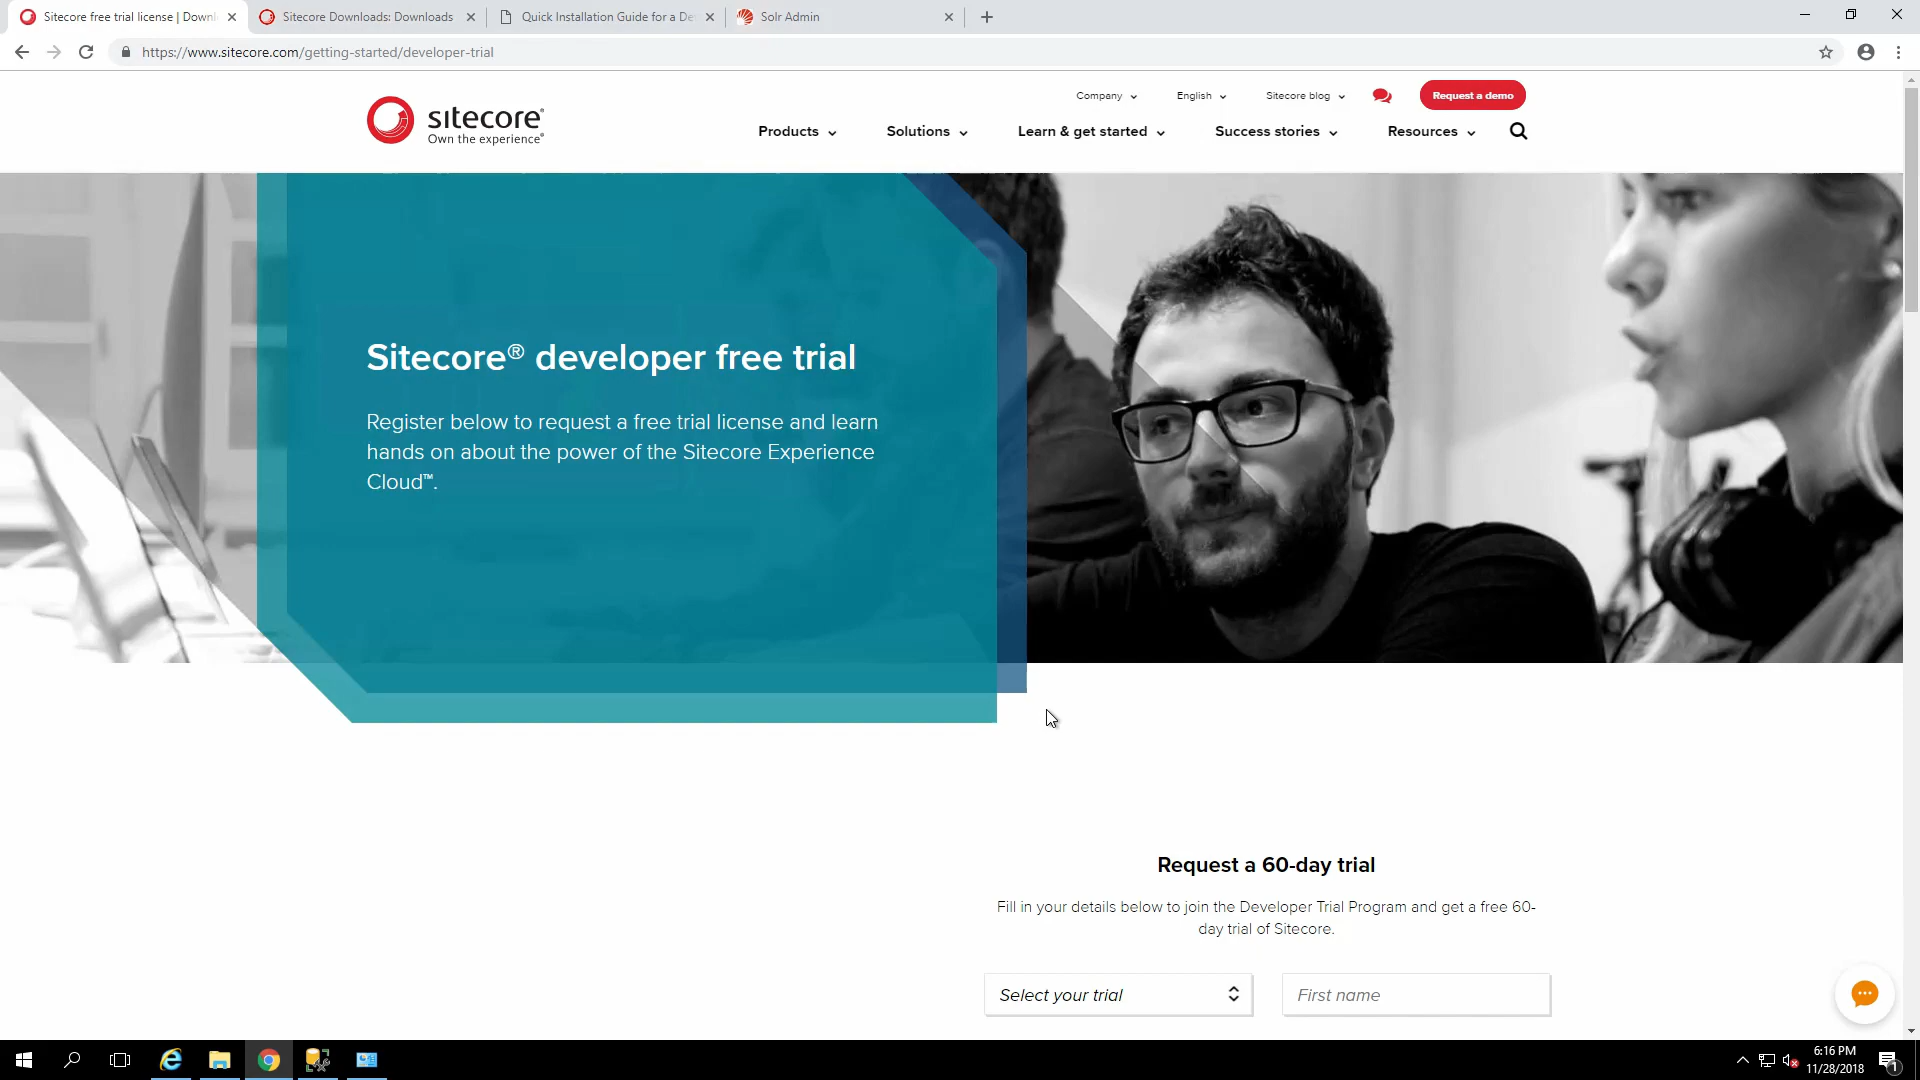 Sitecore free trial license | Down
Sitecore Downloads: Downloads
Quick Installation Guide for a De
Solr Admin
https://www.sitecore.com/getting-started/developer-trial
Company
English
Sitecore blog
Request a demo
sitecore®
Own the experience®
Products
Solutions
Learn & get started
Success stories
Resources
Sitecore® developer free trial
Register below to request a free trial license and learn
hands on about the power of the Sitecore Experience
Cloud™.
Request a 60-day trial
Fill in your details below to join the Developer Trial Program and get a free 60-
day trial of Sitecore.
Select your trial
First name
6:16 PM
11/28/2018
1